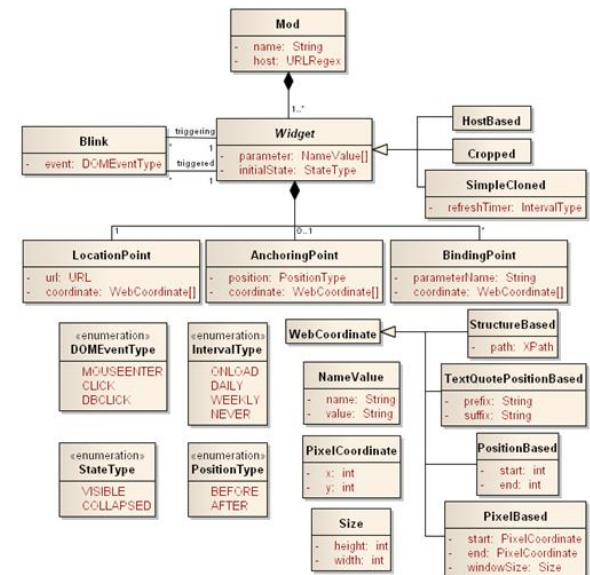 Mod
- name: String
- host: URLRegex
1..*
Blink
- event: DOMEventType
triggering
* 1
triggered
* 1
Widget
- parameter: NameValue[]
- initialState: StateType
HostBased
Cropped
SimpleCloned
- refreshTimer: IntervalType
1
0..1
*
LocationPoint
- url: URL
- coordinate: WebCoordinate[]
AnchoringPoint
- position: PositionType
- coordinate: WebCoordinate[]
BindingPoint
- parameterName: String
- coordinate: WebCoordinate[]
«enumeration»
DOMEventType
MOUSEENTER
CLICK
DBCLICK
«enumeration»
IntervalType
ONLOAD
DAILY
WEEKLY
NEVER
WebCoordinate
StructureBased
- path: XPath
NameValue
- name: String
- value: String
TextQuotePositionBased
- prefix: String
- suffix: String
«enumeration»
StateType
VISIBLE
COLLAPSED
«enumeration»
PositionType
BEFORE
AFTER
PixelCoordinate
- x: int
- y: int
PositionBased
- start: int
- end: int
Size
- height: int
- width: int
PixelBased
- start: PixelCoordinate
- end: PixelCoordinate
- windowSize: Size